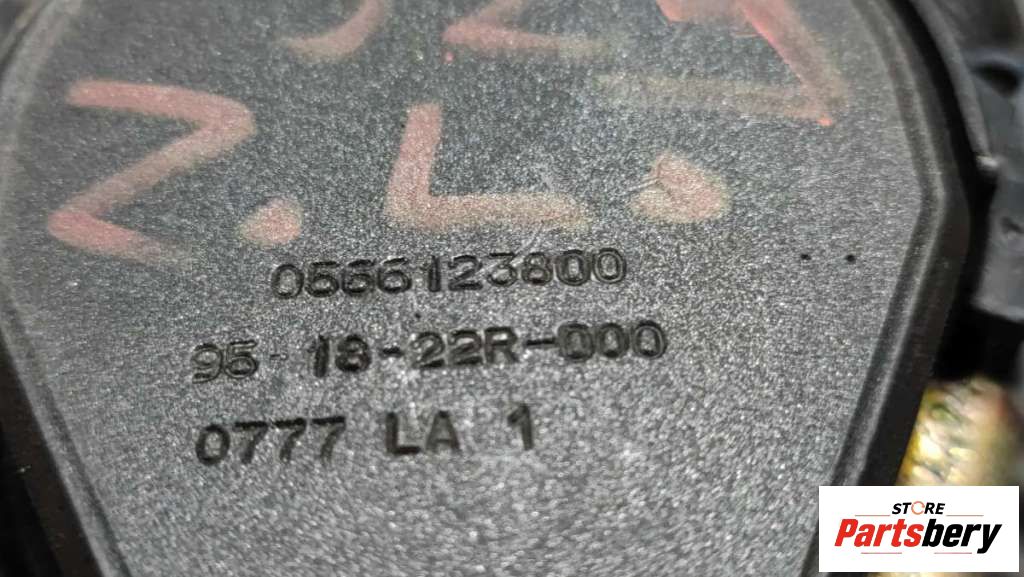 Z.L.
0566123800
95-18-22R-000
0777 LA 1
STORE
Partsbery